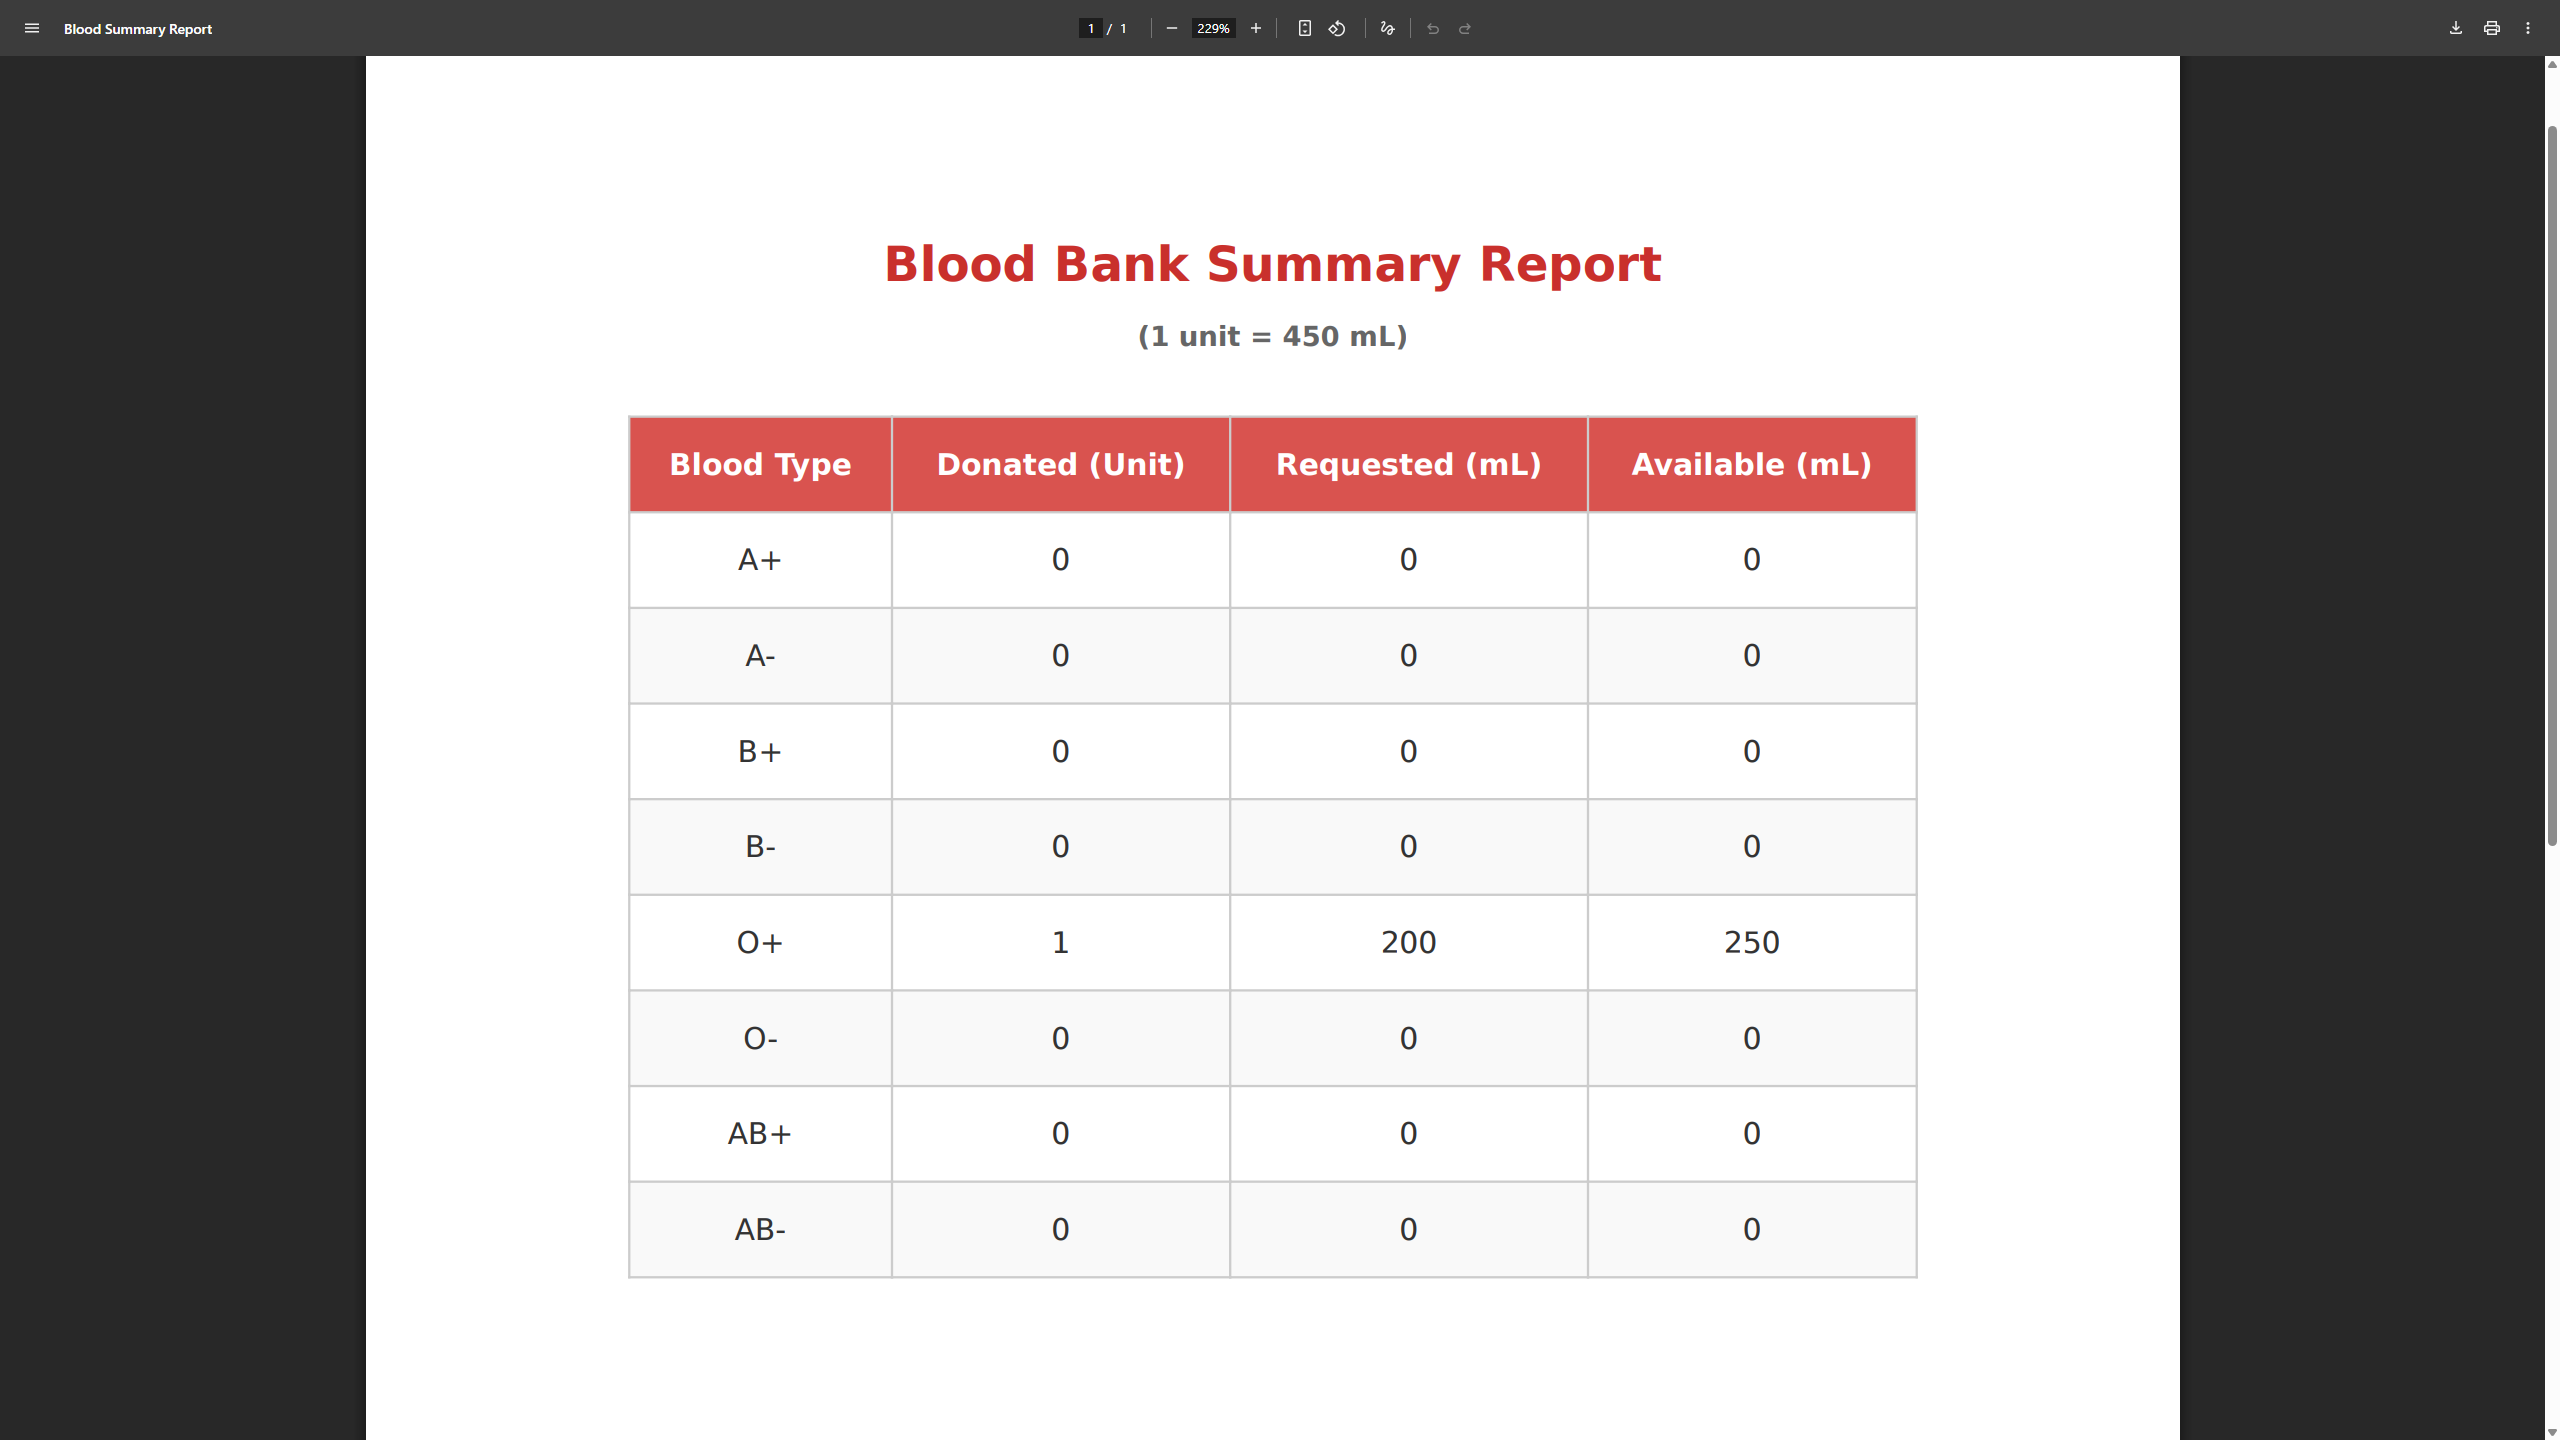 Blood Summary Report
1 / 1
229%
Blood Bank Summary Report
(1 unit = 450 mL)
Blood Type Donated (Unit) Requested (mL) Available (mL)
A+ 0 0 0
A- 0 0 0
B+ 0 0 0
B- 0 0 0
O+ 1 200 250
O- 0 0 0
AB+ 0 0 0
AB- 0 0 0